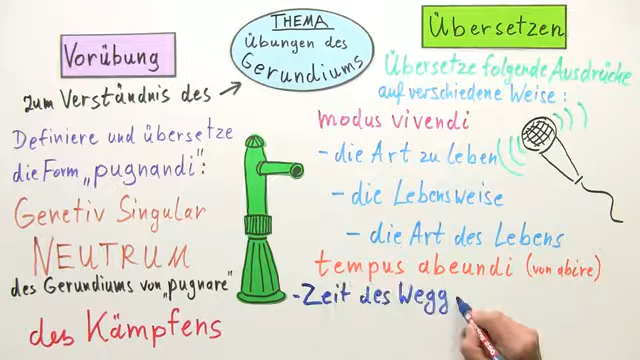 THEMA
Übungen des
Gerundiums
Vorübung
zum Verständnis des
Definiere und übersetze
die Form „pugnandi":
Genetiv Singular
NEUTRUM
des Gerundiums von „pugnare"
des Kämpfens
Übersetzen
Übersetze folgende Ausdrücke
auf verschiedene Weise:
modus vivendi
- die Art zu leben
- die Lebensweise
- die Art des Lebens
tempus abeundi (von abire)
- Zeit des Wegg